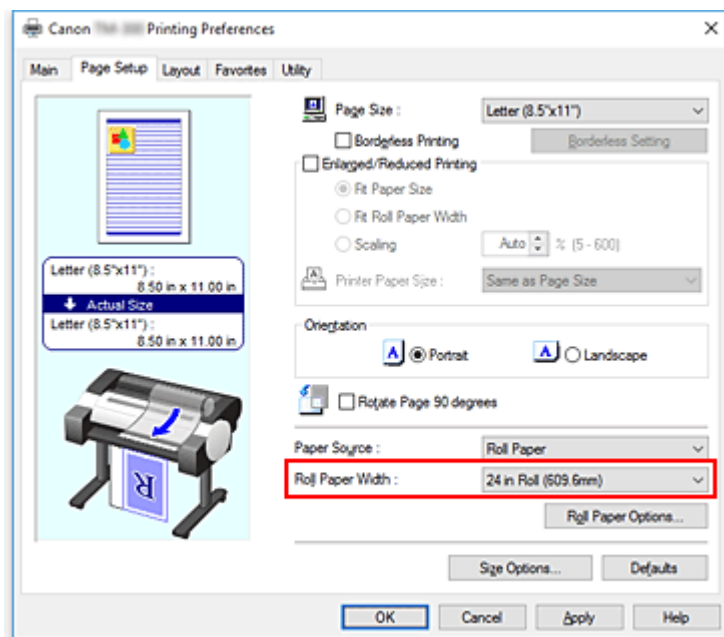 Canon Printing Preferences
Main Page Setup Layout Favorites Utility
Page Size : Letter (8.5"x11")
Borderless Printing Borderless Setting
Enlarged/Reduced Printing
Fit Paper Size
Fit Roll Paper Width
Scaling Auto % (5 - 600)
Printer Paper Size : Same as Page Size
Letter (8.5"x11") :
8.50 in x 11.00 in
Actual Size
Letter (8.5"x11") :
8.50 in x 11.00 in
Orientation
A Portrait A Landscape
Rotate Page 90 degrees
R
Paper Source : Roll Paper
Roll Paper Width : 24 in Roll (609.6mm)
Roll Paper Options...
Size Options... Defaults
OK Cancel Apply Help